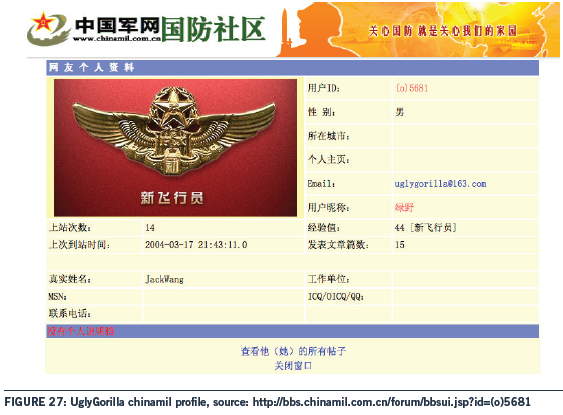 中国军网国防社区
www.chinamil.com.cn
关心国防 就是关心我们的家园
网友个人资料
新飞行员
用户ID: (o)5681
性 别: 男
所在城市:
个人主页:
Email: uglygorilla@163.com
用户昵称: 绿野
上站次数: 14 经验值: 44 [新飞行员]
上次到站时间: 2004-03-17 21:43:11.0 发表文章篇数: 15
真实姓名: JackWang 工作单位:
MSN: ICQ/OICQ/QQ:
联系电话:
没有个人说明档
查看他（她）的所有帖子
关闭窗口
FIGURE 27: UglyGorilla chinamil profile, source: http://bbs.chinamil.com.cn/forum/bbsui.jsp?id=(o)5681